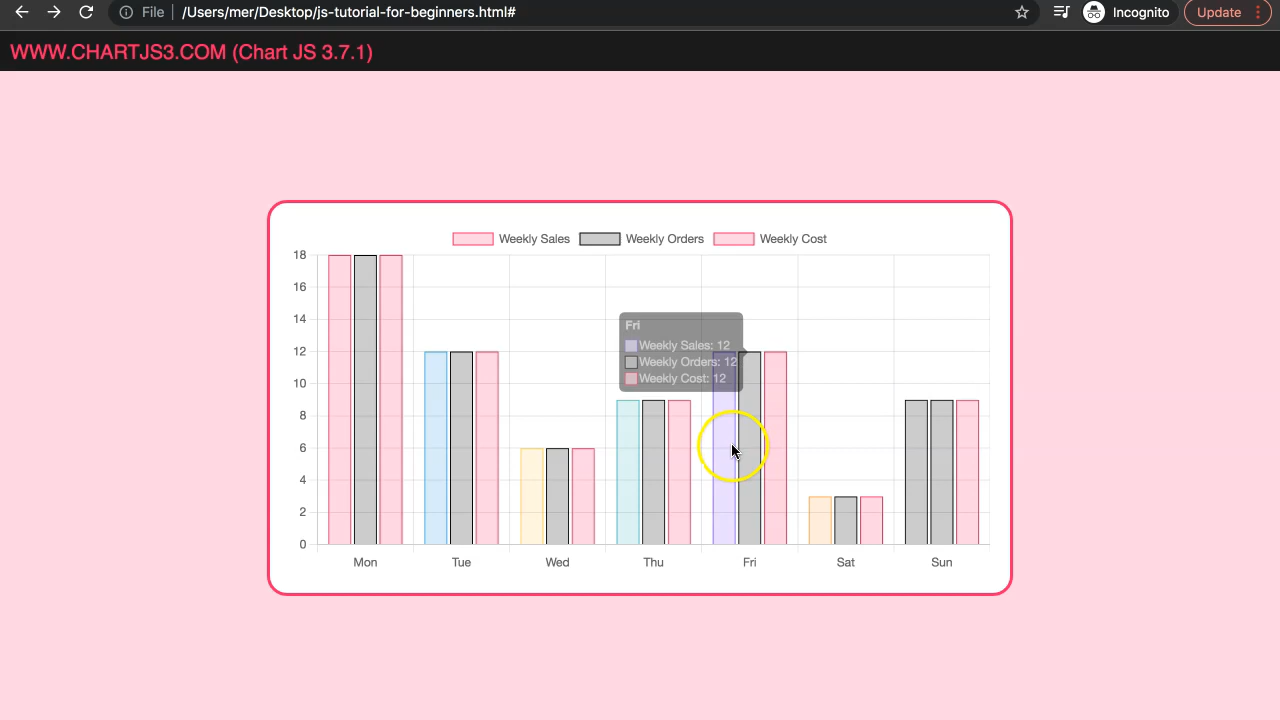 File
/Users/mer/Desktop/js-tutorial-for-beginners.html#
Incognito
Update
WWW.CHARTJS3.COM (Chart JS 3.7.1)
Weekly Sales
Weekly Orders
Weekly Cost
18
16
14
12
10
8
6
4
2
0
Fri
Weekly Sales: 12
Weekly Orders: 12
Weekly Cost: 12
Mon
Tue
Wed
Thu
Fri
Sat
Sun